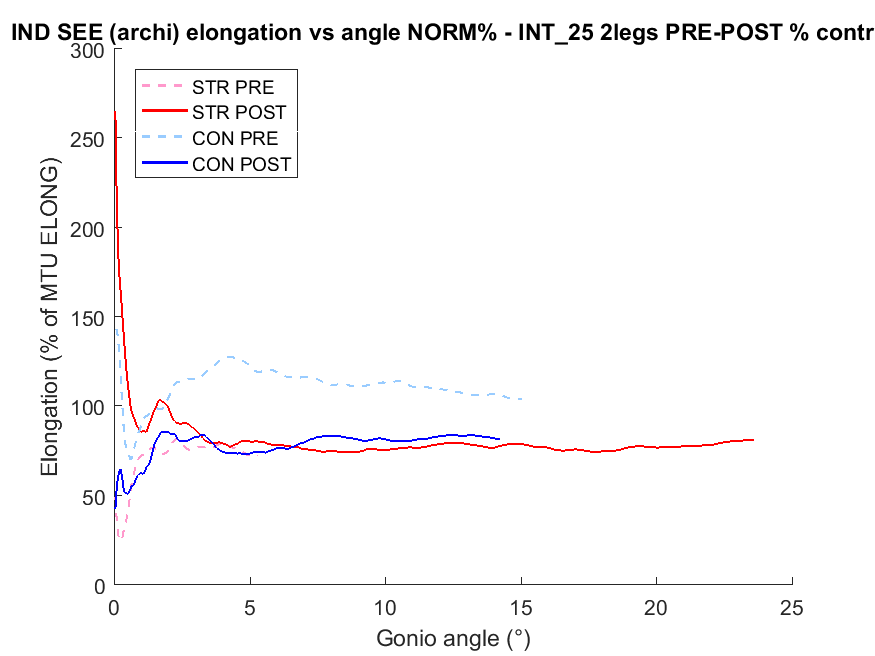 IND SEE (archi) elongation vs angle NORM% - INT_25 2legs PRE-POST % contr
300
250
200
150
100
50
0
Elongation (% of MTU ELONG)
STR PRE
STR POST
CON PRE
CON POST
0 5 10 15 20 25
Gonio angle (°)